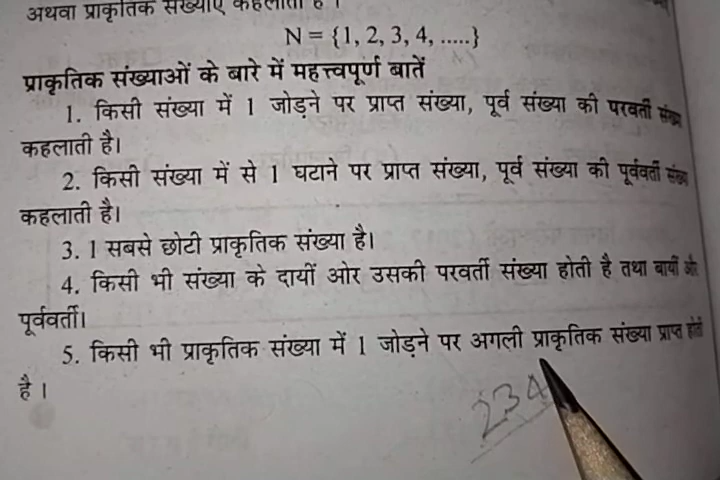 अथवा प्राकृतिक संख्याएँ कहलाती हैं ।
N = {1, 2, 3, 4, .....}
प्राकृतिक संख्याओं के बारे में महत्त्वपूर्ण बातें
1. किसी संख्या में 1 जोड़ने पर प्राप्त संख्या, पूर्व संख्या की परवर्ती संख्या
कहलाती है।
2. किसी संख्या में से 1 घटाने पर प्राप्त संख्या, पूर्व संख्या की पूर्ववर्ती संख्या
कहलाती है।
3. 1 सबसे छोटी प्राकृतिक संख्या है।
4. किसी भी संख्या के दायीं ओर उसकी परवर्ती संख्या होती है तथा बायीं ओर
पूर्ववर्ती।
5. किसी भी प्राकृतिक संख्या में 1 जोड़ने पर अगली प्राकृतिक संख्या प्राप्त होती
है ।
234